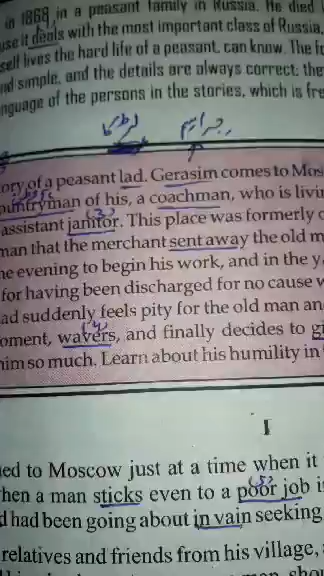 in 1868 in a peasant family in Russia. He died
use it deals with the most important class of Russia,
self lives the hard life of a peasant, can know. The
nd simple, and the details are always correct; the
nguage of the persons in the stories, which is fre
لڑکا
ory of a peasant lad. Gerasim comes to Mos
ountryman of his, a coachman, who is livi
assistant janitor. This place was formerly
man that the merchant sent away the old m
ne evening to begin his work, and in the y
for having been discharged for no cause w
ad suddenly feels pity for the old man an
oment, wavers, and finally decides to g
him so much. Learn about his humility in
I
ned to Moscow just at a time when it
hen a man sticks even to a poor job i
d had been going about in vain seeking
relatives and friends from his village,